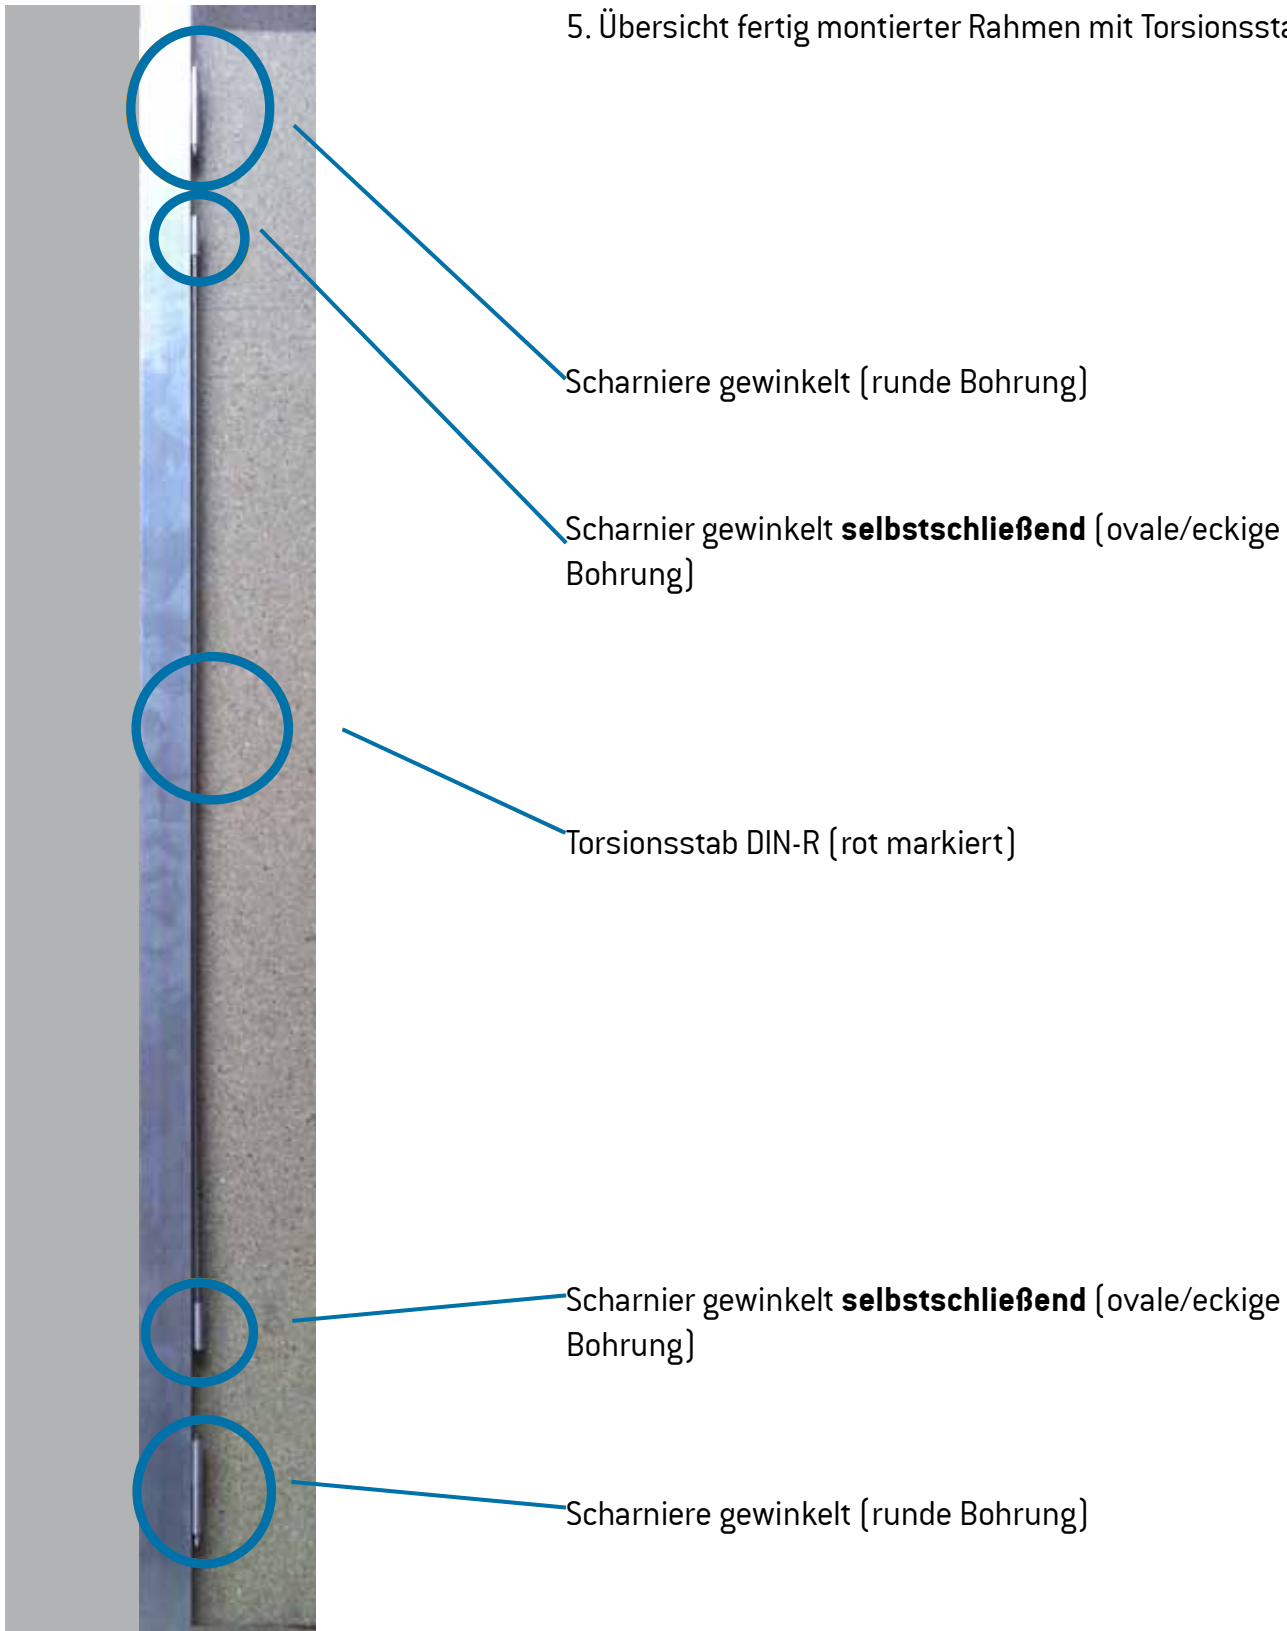 5. Übersicht fertig montierter Rahmen mit
Scharniere gewinkelt (runde Bohrung)
Scharnier gewinkelt selbstschließend (ovale/eckige
Bohrung)
Torsionsstab DIN-R (rot markiert)
Scharnier gewinkelt selbstschließend (ovale/eckige
Bohrung)
Scharniere gewinkelt (runde Bohrung)